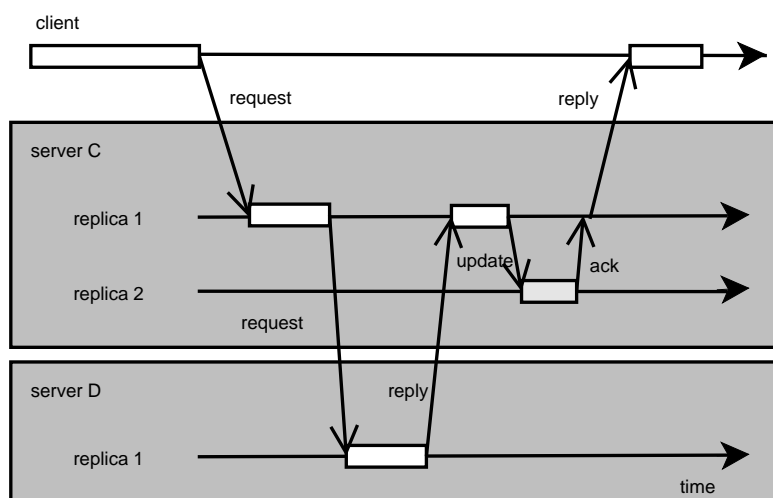 client
request
reply
server C
replica 1
update
ack
replica 2
request
server D
reply
replica 1
time